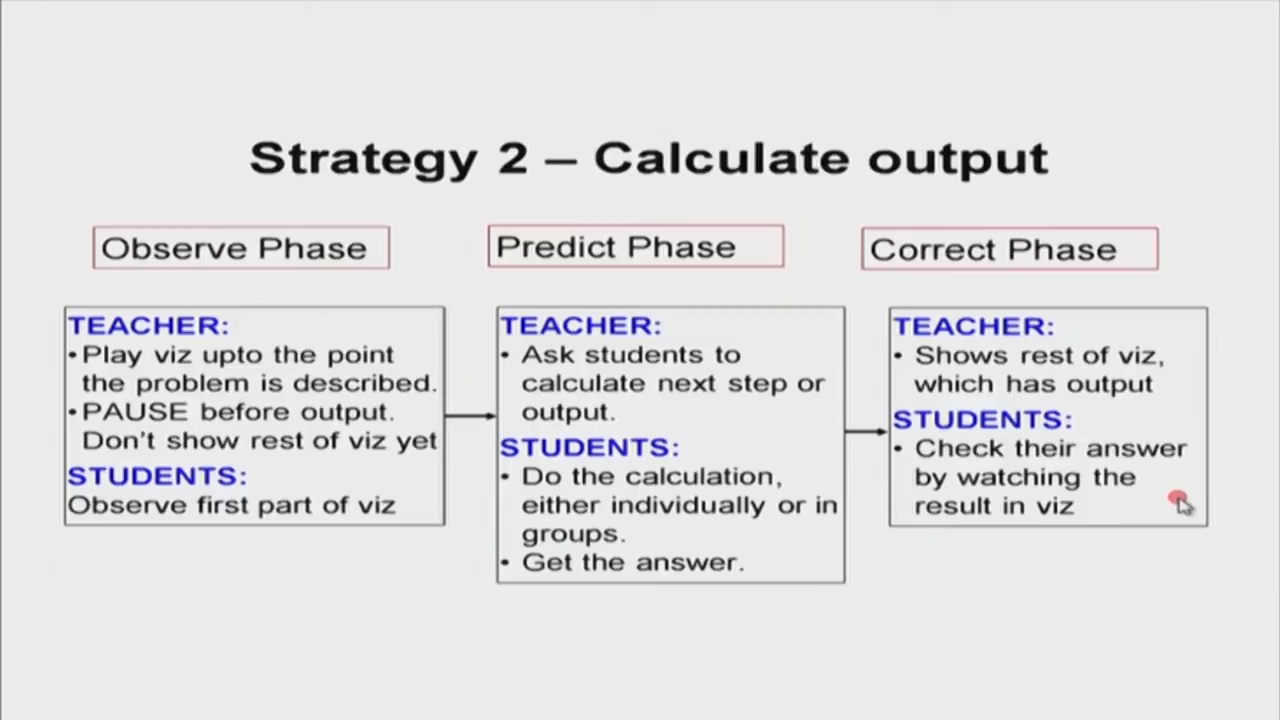 Strategy 2 – Calculate output
Observe Phase
TEACHER:
•Play viz upto the point
the problem is described.
•PAUSE before output.
Don't show rest of viz yet
STUDENTS:
Observe first part of viz
Predict Phase
TEACHER:
• Ask students to
calculate next step or
output.
STUDENTS:
• Do the calculation,
either individually or in
groups.
• Get the answer.
Correct Phase
TEACHER:
• Shows rest of viz,
which has output
STUDENTS:
• Check their answer
by watching the
result in viz